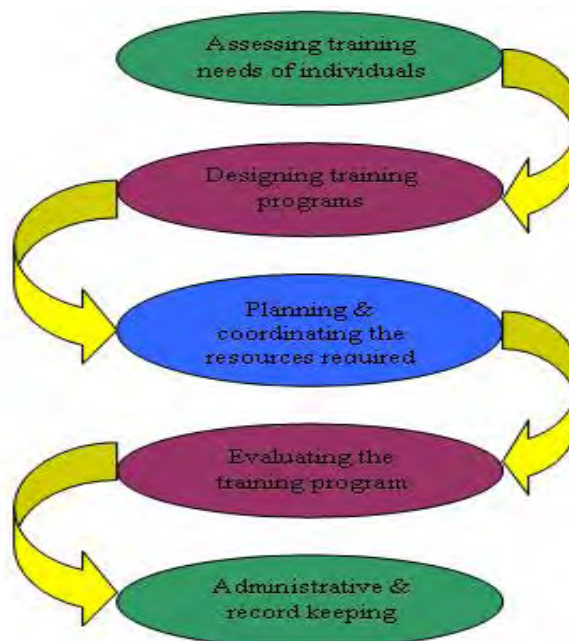 Assessing training
needs of individuals
Designing training
programs
Planning &
coordinating the
resources required
Evaluating the
training program
Administrative &
record keeping